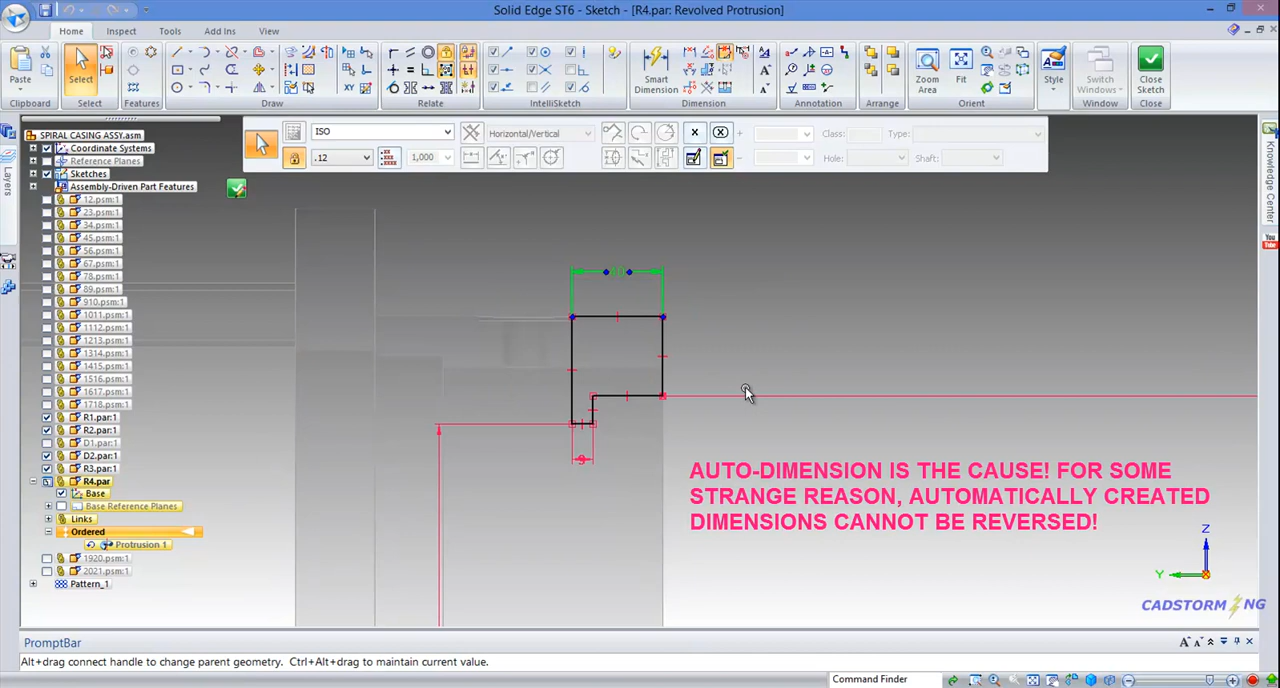 Solid Edge ST6 - Sketch - [R4.par: Revolved Protrusion]
Home Inspect Tools Add Ins View
Paste
Select
Smart Dimension
Zoom Area
Fit
Style
Switch Windows
Close Sketch
Clipboard Select Features Draw Relate IntelliSketch Dimension Annotation Arrange Orient Window Close
ISO Horizontal/Vertical Class: Type:
.12 1,000 Hole: Shaft:
Layers
Knowledge Center
You Tube
SPIRAL CASING ASSY.asm
Coordinate Systems
Reference Planes
Sketches
Assembly-Driven Part Features
12.psm:1
23.psm:1
34.psm:1
45.psm:1
56.psm:1
67.psm:1
78.psm:1
89.psm:1
910.psm:1
1011.psm:1
1112.psm:1
1213.psm:1
1314.psm:1
1415.psm:1
1516.psm:1
1617.psm:1
1718.psm:1
R1.par:1
R2.par:1
D1.par:1
D2.par:1
R3.par:1
R4.par
Base
Base Reference Planes
Links
Ordered
Protrusion 1
1920.psm:1
2021.psm:1
Pattern_1
9
AUTO-DIMENSION IS THE CAUSE! FOR SOME
STRANGE REASON, AUTOMATICALLY CREATED
DIMENSIONS CANNOT BE REVERSED!
Z
Y
CADSTORMING
PromptBar
Alt+drag connect handle to change parent geometry. Ctrl+Alt+drag to maintain current value.
Command Finder